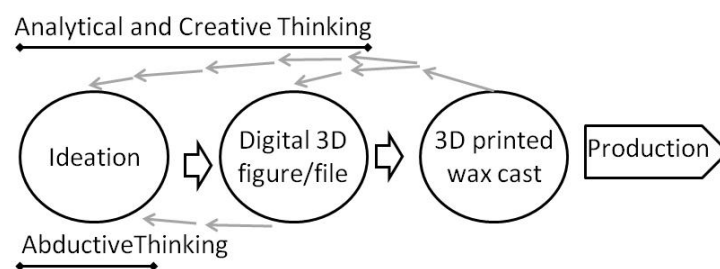 Analytical and Creative Thinking
Ideation
Digital 3D
figure/file
3D printed
wax cast
Production
AbductiveThinking